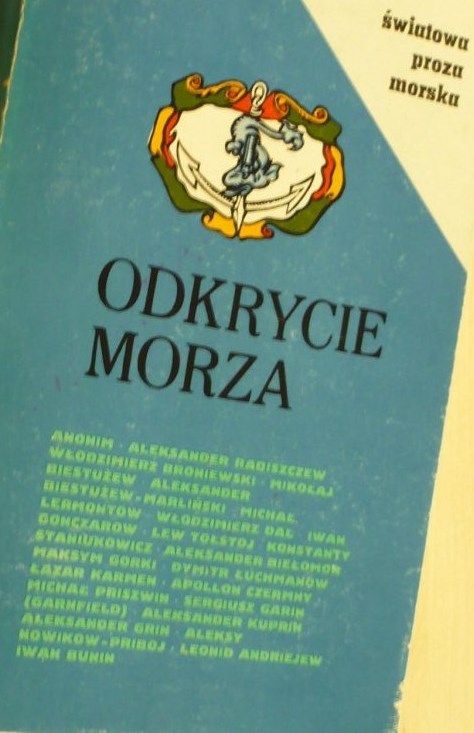 światowa
proza
morska
ODKRYCIE
MORZA
ANONIM · ALEKSANDER RADISZCZEW
WŁODZIMIERZ BRONIEWSKI · MIKOŁAJ
BIESTUŻEW · ALEKSANDER
BIESTUŻEW-MARLIŃSKI · MICHAŁ
LERMONTOW · WŁODZIMIERZ DAL · IWAN
GONCZAROW · LEW TOŁSTOJ · KONSTANTY
STANIUKOWICZ · ALEKSANDER BIEŁOMOR
MAKSYM GORKI · DYMITR ŁUCHMANÓW
ŁAZAR KARMEN · APOLLON CZERMNY
MICHAŁ PRISZWIN · SERGIUSZ GARIN
(GARNFIELD) · ALEKSANDER KUPRIN
ALEKSANDER GRIN · ALEKSY
NOWIKOW-PRIBOJ · LEONID ANDRIEJEW
IWAN BUNIN